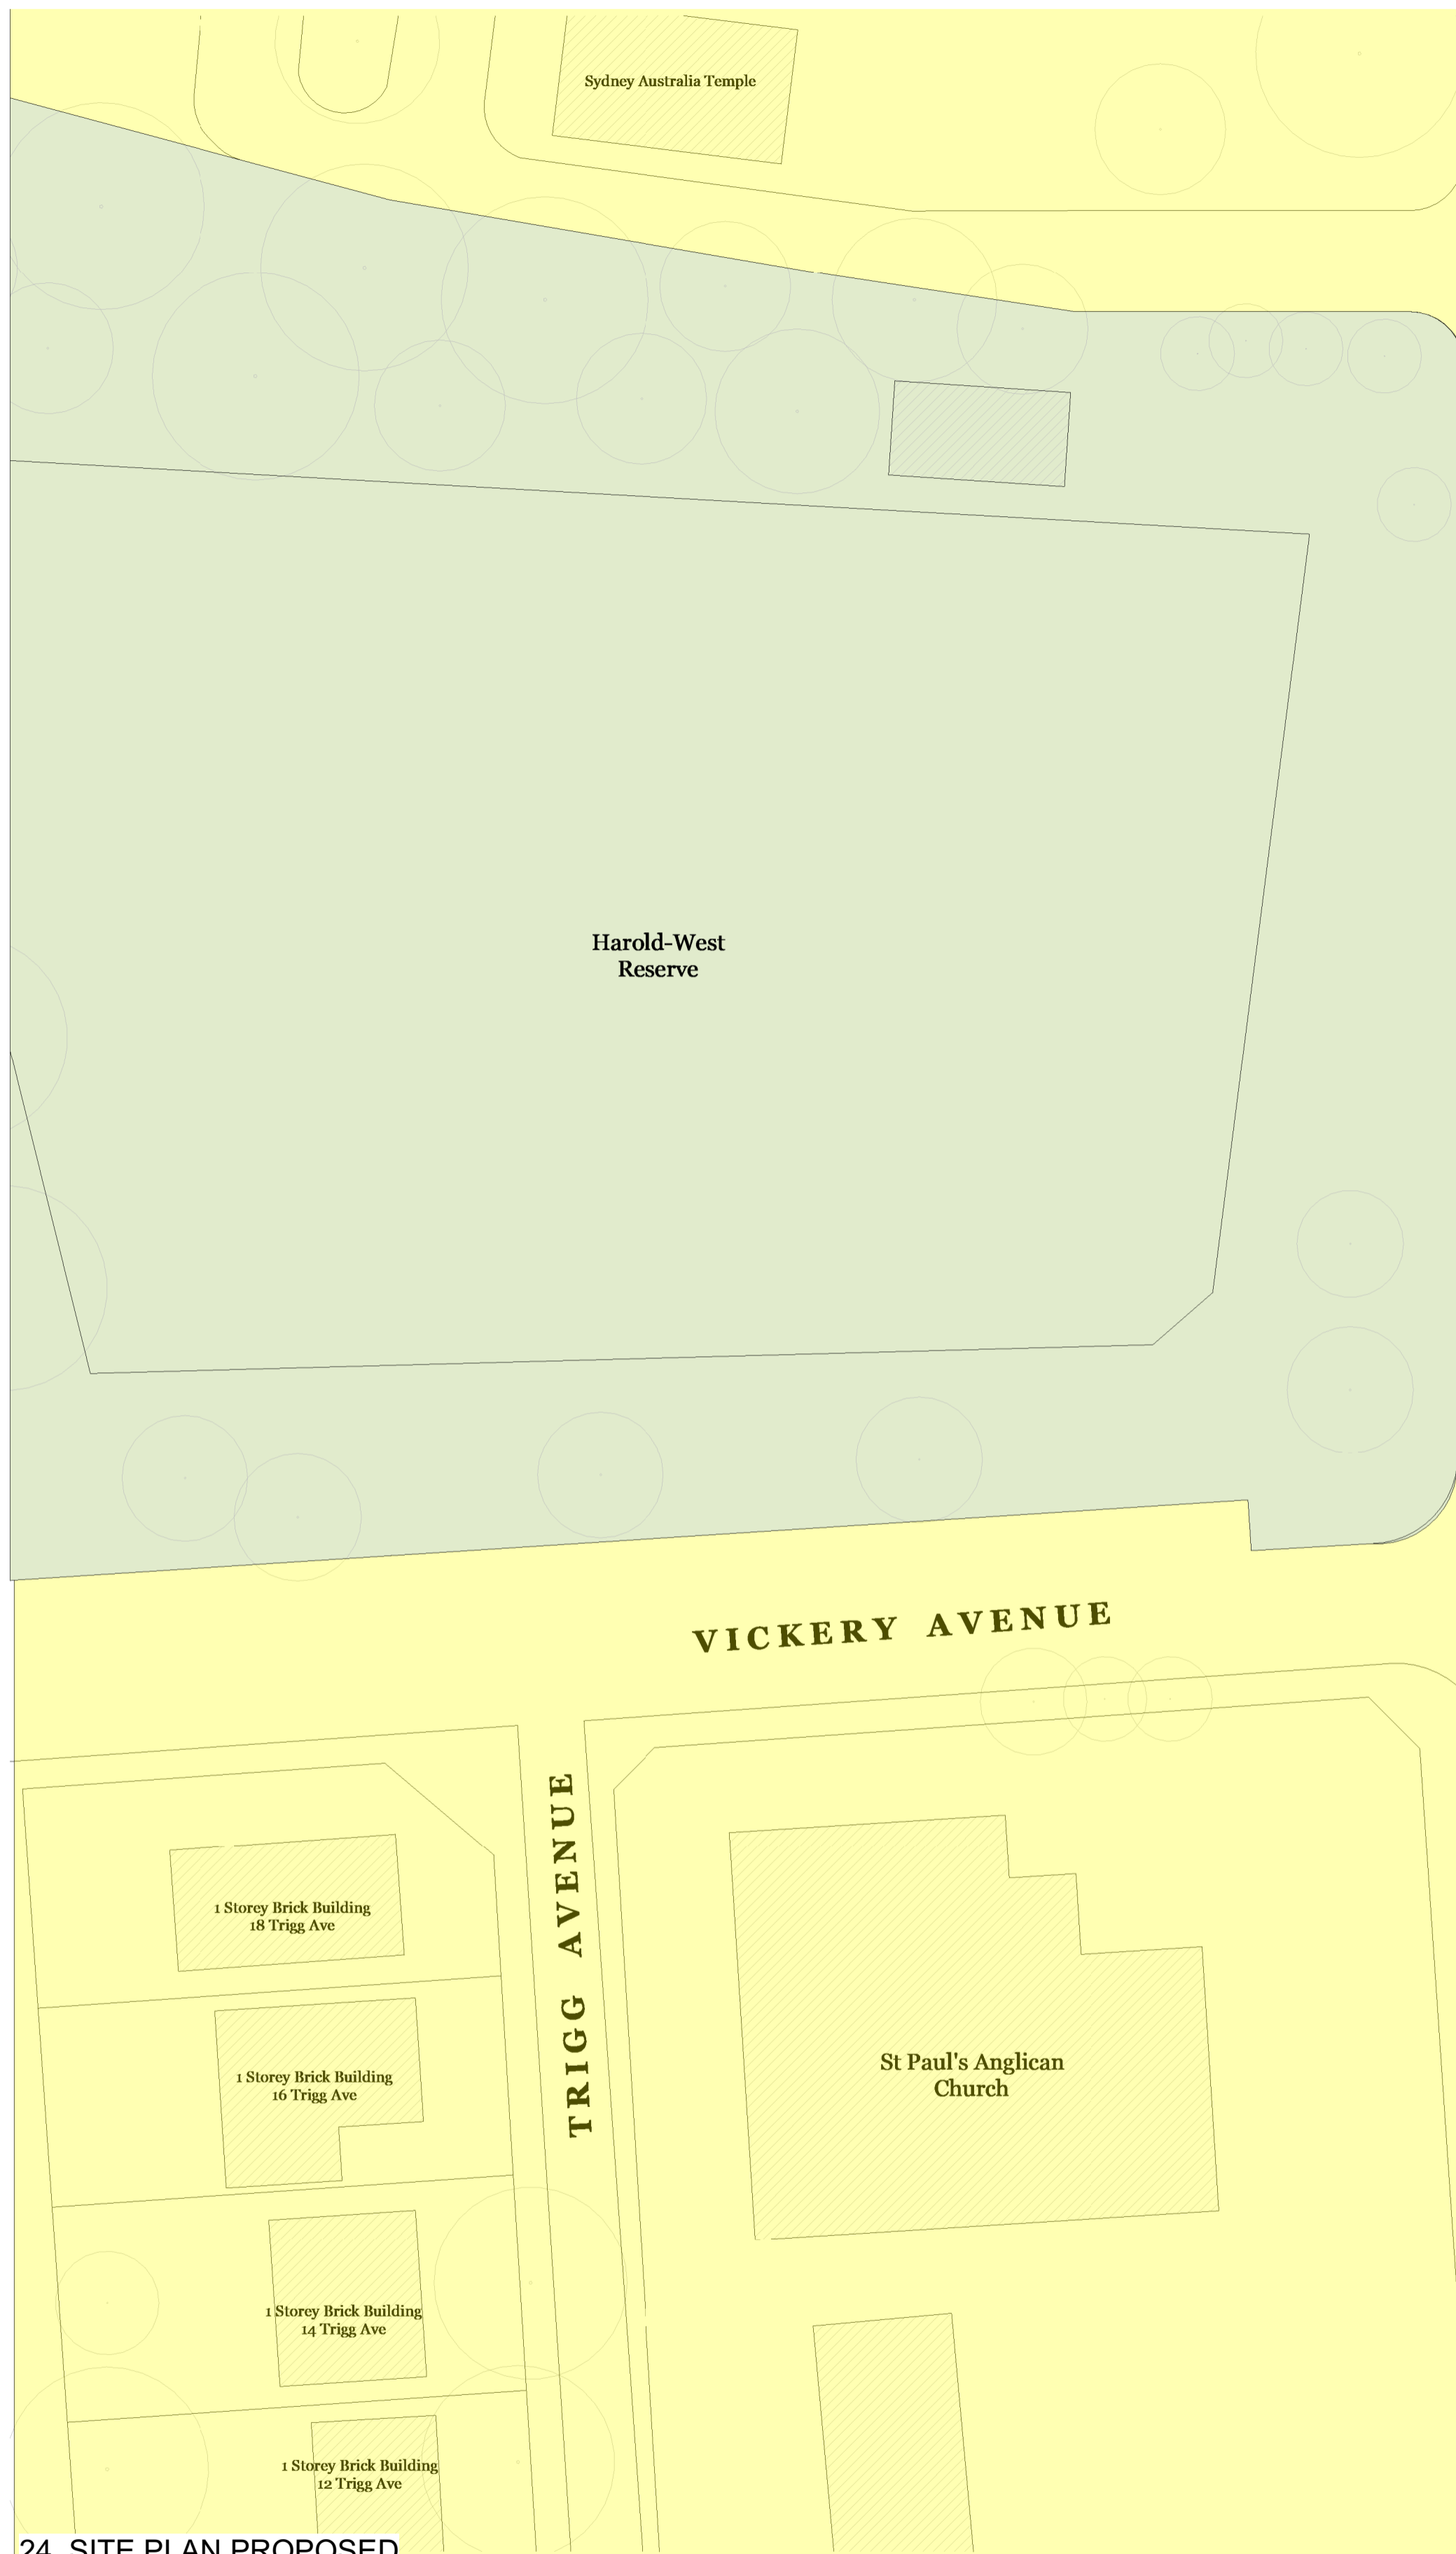 Sydney Australia Temple
Harold-West
Reserve
VICKERY AVENUE
TRIGG AVENUE
1 Storey Brick Building
18 Trigg Ave
1 Storey Brick Building
16 Trigg Ave
St Paul's Anglican
Church
1 Storey Brick Building
14 Trigg Ave
1 Storey Brick Building
12 Trigg Ave
24 SITE PLAN PROPOSED